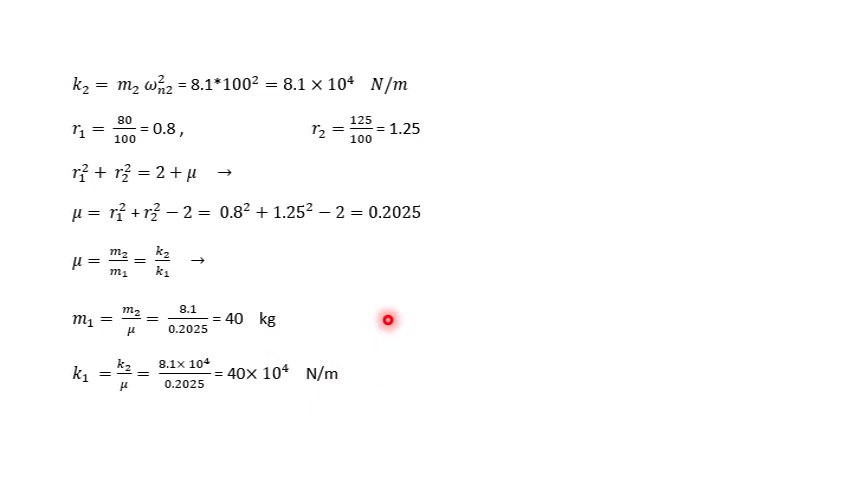 k₂ = m₂ ω²ₙ₂ = 8.1*100² = 8.1 × 10⁴ N/m
r₁ = 80/100 = 0.8 , r₂ = 125/100 = 1.25
r₁² + r₂² = 2 + μ →
μ = r₁² + r₂² − 2 = 0.8² + 1.25² − 2 = 0.2025
μ = m₂/m₁ = k₂/k₁ →
m₁ = m₂/μ = 8.1/0.2025 = 40 kg
k₁ = k₂/μ = 8.1× 10⁴/0.2025 = 40× 10⁴ N/m